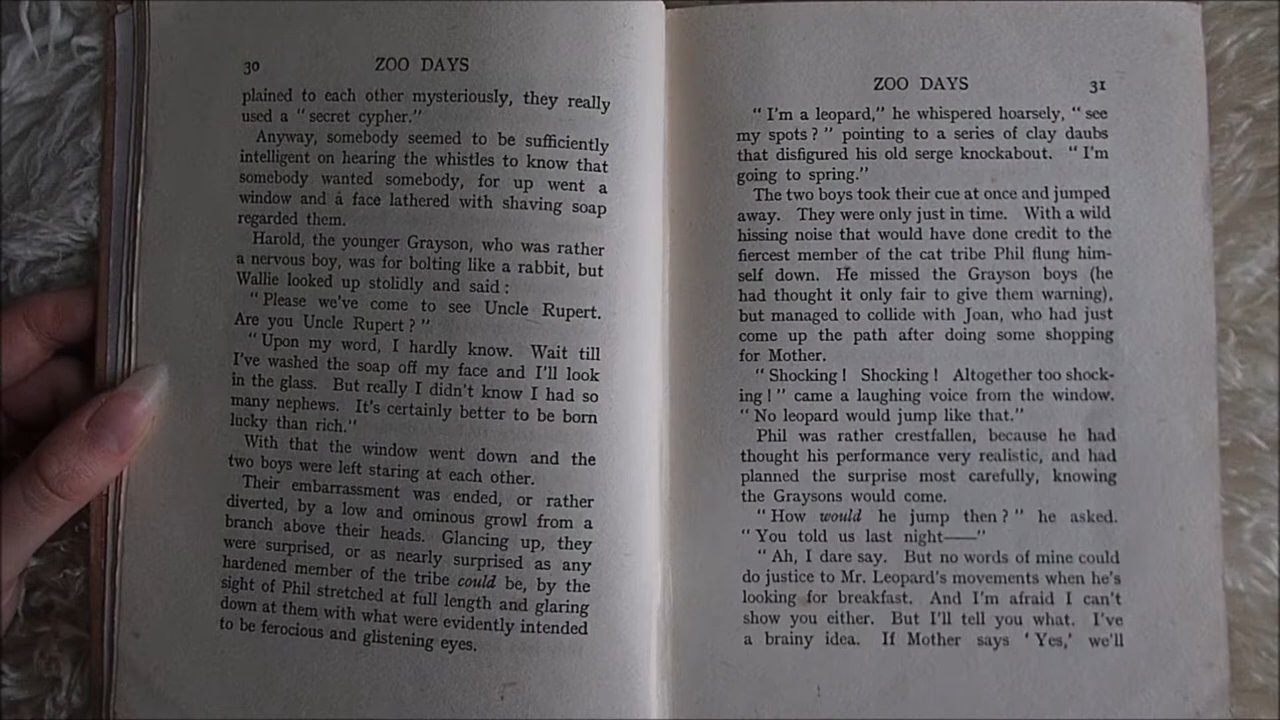 30 ZOO DAYS
plained to each other mysteriously, they really
used a “ secret cypher.”
Anyway, somebody seemed to be sufficiently
intelligent on hearing the whistles to know that
somebody wanted somebody, for up went a
window and a face lathered with shaving soap
regarded them.
Harold, the younger Grayson, who was rather
a nervous boy, was for bolting like a rabbit, but
Wallie looked up stolidly and said :
“ Please we’ve come to see Uncle Rupert.
Are you Uncle Rupert ? ”
“ Upon my word, I hardly know. Wait till
I’ve washed the soap off my face and I’ll look
in the glass. But really I didn’t know I had so
many nephews. It’s certainly better to be born
lucky than rich.”
With that the window went down and the
two boys were left staring at each other.
Their embarrassment was ended, or rather
diverted, by a low and ominous growl from a
branch above their heads. Glancing up, they
were surprised, or as nearly surprised as any
hardened member of the tribe could be, by the
sight of Phil stretched at full length and glaring
down at them with what were evidently intended
to be ferocious and glistening eyes.
ZOO DAYS 31
“ I’m a leopard,” he whispered hoarsely, “ see
my spots ? ” pointing to a series of clay daubs
that disfigured his old serge knockabout. “ I’m
going to spring.”
The two boys took their cue at once and jumped
away. They were only just in time. With a wild
hissing noise that would have done credit to the
fiercest member of the cat tribe Phil flung him-
self down. He missed the Grayson boys (he
had thought it only fair to give them warning),
but managed to collide with Joan, who had just
come up the path after doing some shopping
for Mother.
“ Shocking ! Shocking ! Altogether too shock-
ing ! ” came a laughing voice from the window.
“ No leopard would jump like that.”
Phil was rather crestfallen, because he had
thought his performance very realistic, and had
planned the surprise most carefully, knowing
the Graysons would come.
“ How would he jump then ? ” he asked.
“ You told us last night—— ”
“ Ah, I dare say. But no words of mine could
do justice to Mr. Leopard’s movements when he’s
looking for breakfast. And I’m afraid I can’t
show you either. But I’ll tell you what. I’ve
a brainy idea. If Mother says ‘ Yes,’ we’ll